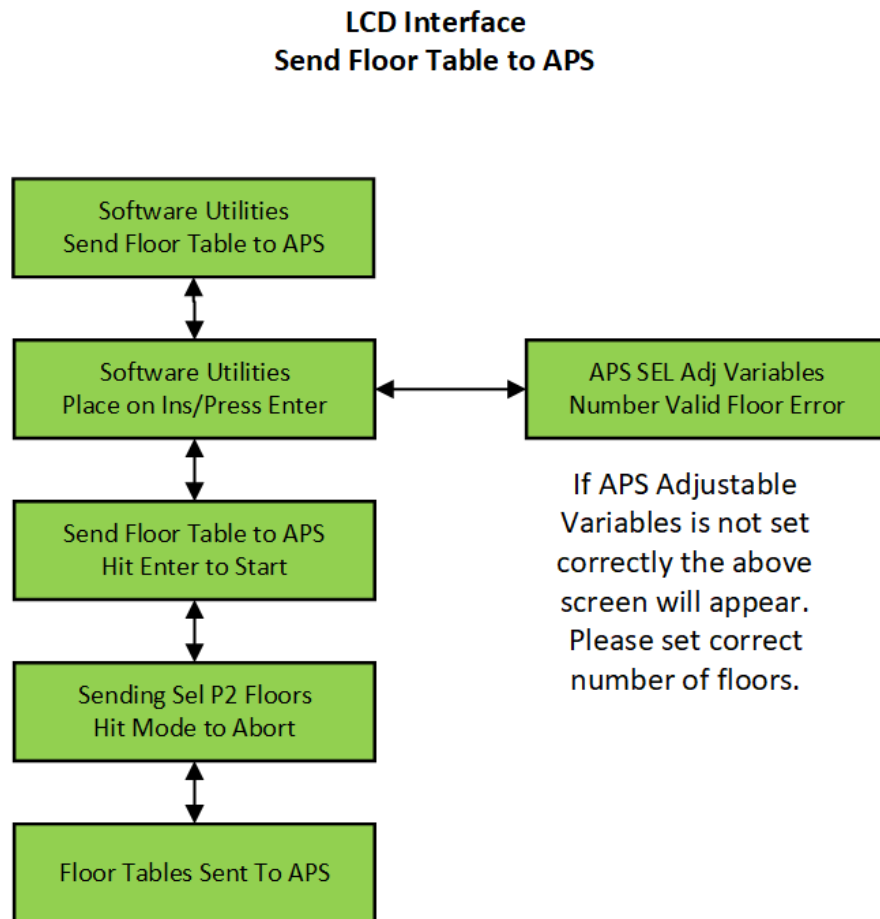 LCD Interface
Send Floor Table to APS
Software Utilities
Send Floor Table to APS
Software Utilities
Place on Ins/Press Enter
APS SEL Adj Variables
Number Valid Floor Error
If APS Adjustable
Variables is not set
correctly the above
screen will appear.
Please set correct
number of floors.
Send Floor Table to APS
Hit Enter to Start
Sending Sel P2 Floors
Hit Mode to Abort
Floor Tables Sent To APS